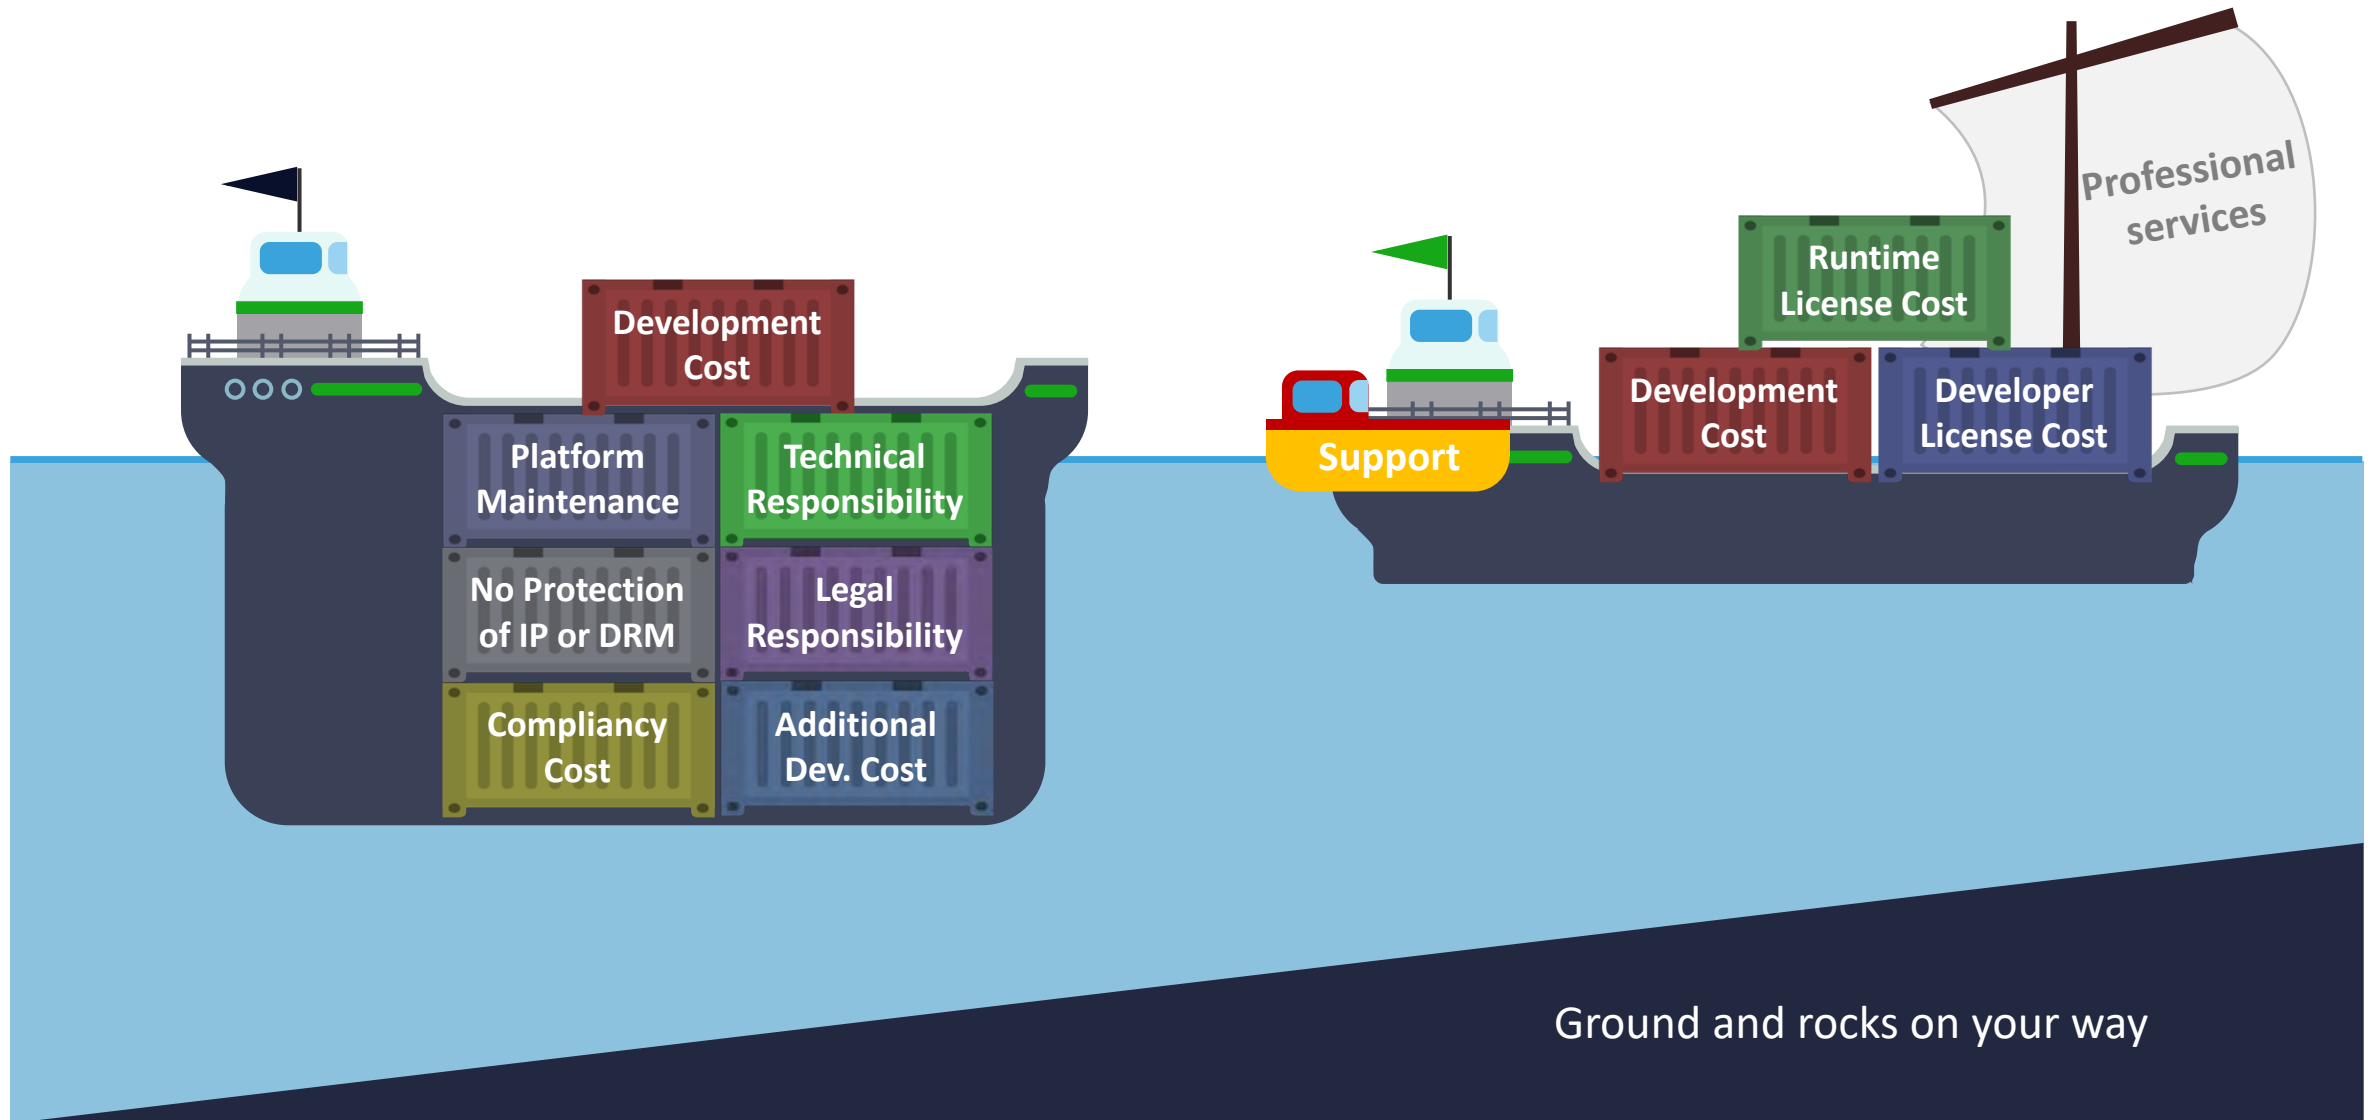 Development
Cost
Platform
Maintenance
Technical
Responsibility
No Protection
of IP or DRM
Legal
Responsibility
Compliancy
Cost
Additional
Dev. Cost
Support
Professional
services
Runtime
License Cost
Development
Cost
Developer
License Cost
Ground and rocks on your way